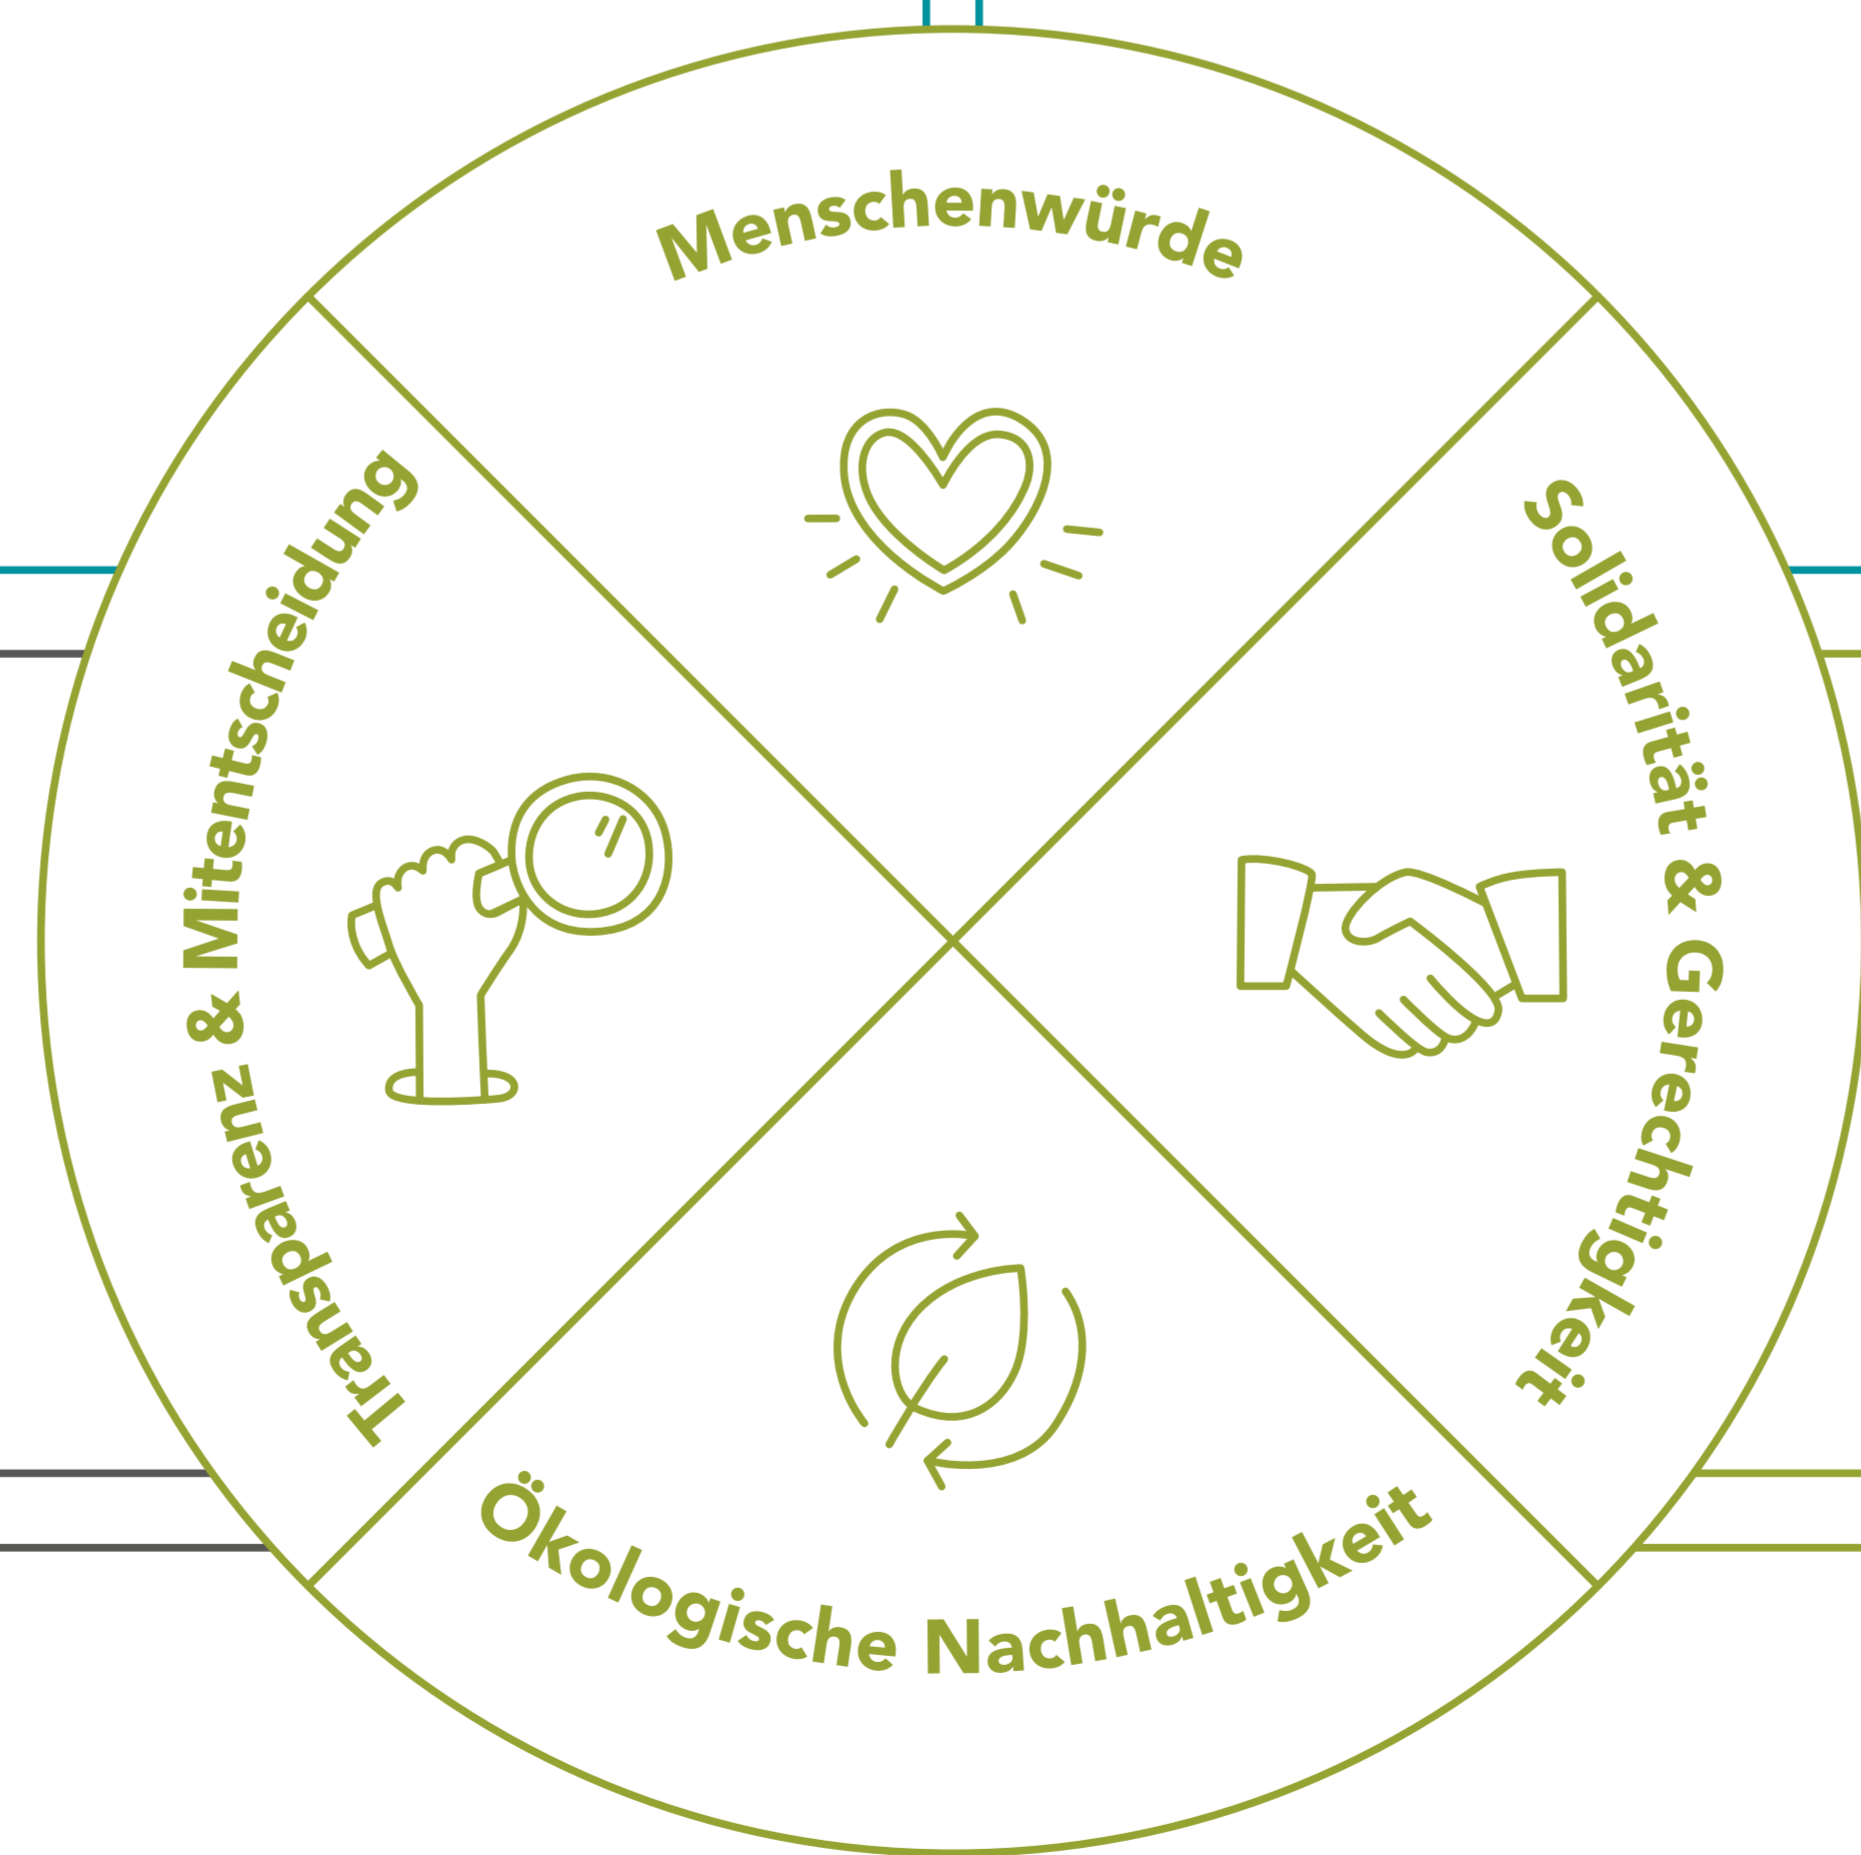 Menschenwürde
Solidarität & Gerechtigkeit
Ökologische Nachhaltigkeit
Transparenz & Mitentscheidung